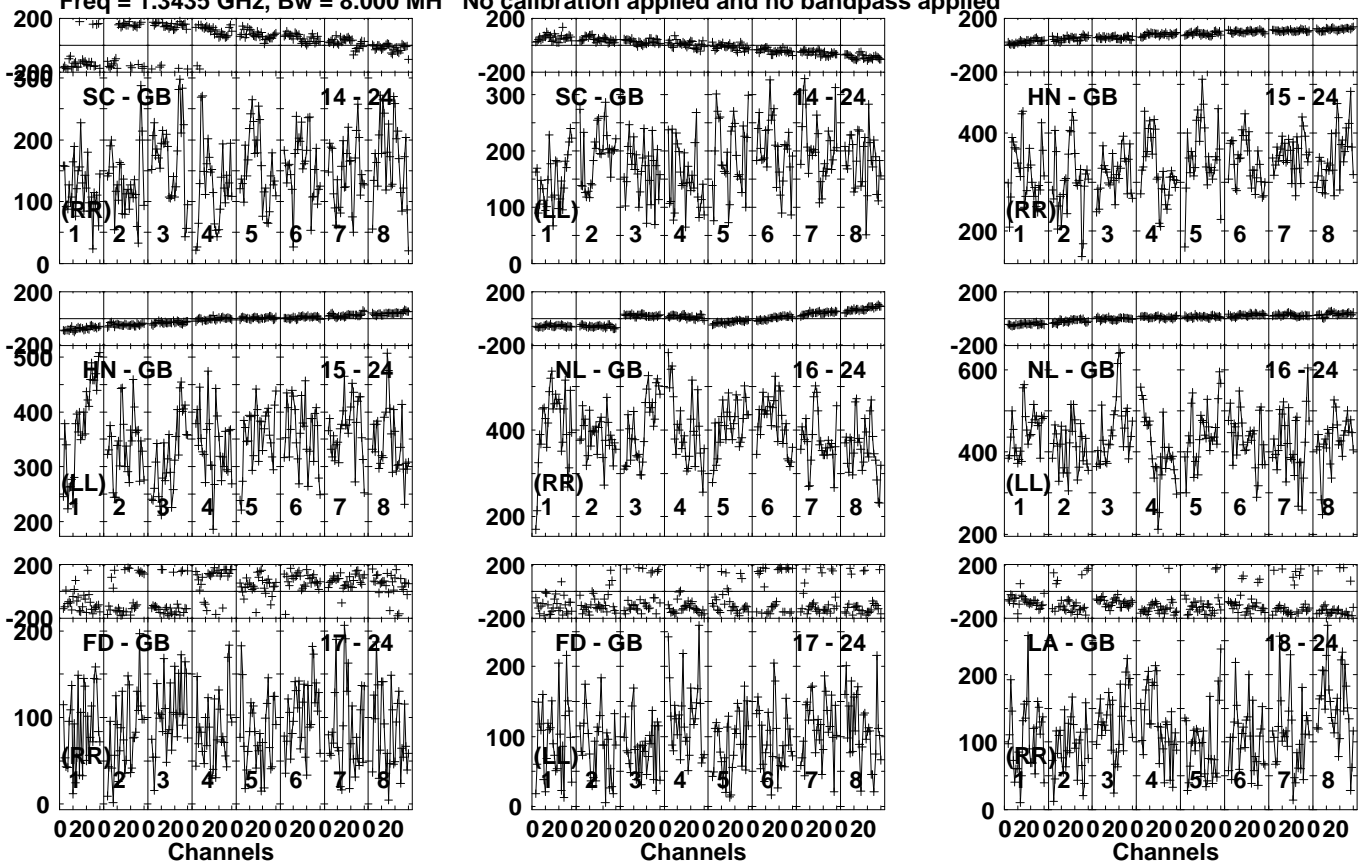 Freq = 1.3435 GHz, Bw = 8.000 MH No calibration applied and no bandpass applied
200
-200
300
200
100
0
SC - GB 14 - 24
(RR)
1 2 3 4 5 6 7 8
200
-200
300
200
100
0
SC - GB 14 - 24
(LL)
1 2 3 4 5 6 7 8
200
-200
400
200
HN - GB 15 - 24
(RR)
1 2 3 4 5 6 7 8
200
-200
500
400
300
200
HN - GB 15 - 24
(LL)
1 2 3 4 5 6 7 8
200
-200
400
200
NL - GB 16 - 24
(RR)
1 2 3 4 5 6 7 8
200
-200
600
400
200
NL - GB 16 - 24
(LL)
1 2 3 4 5 6 7 8
200
-200
200
100
0
FD - GB 17 - 24
(RR)
1 2 3 4 5 6 7 8
0 20 0 20 0 20 0 20 0 20 0 20 0 20 0 20
Channels
200
-200
200
100
0
FD - GB 17 - 24
(LL)
1 2 3 4 5 6 7 8
0 20 0 20 0 20 0 20 0 20 0 20 0 20 0 20
Channels
200
-200
200
100
0
LA - GB 18 - 24
(RR)
1 2 3 4 5 6 7 8
0 20 0 20 0 20 0 20 0 20 0 20 0 20 0 20
Channels